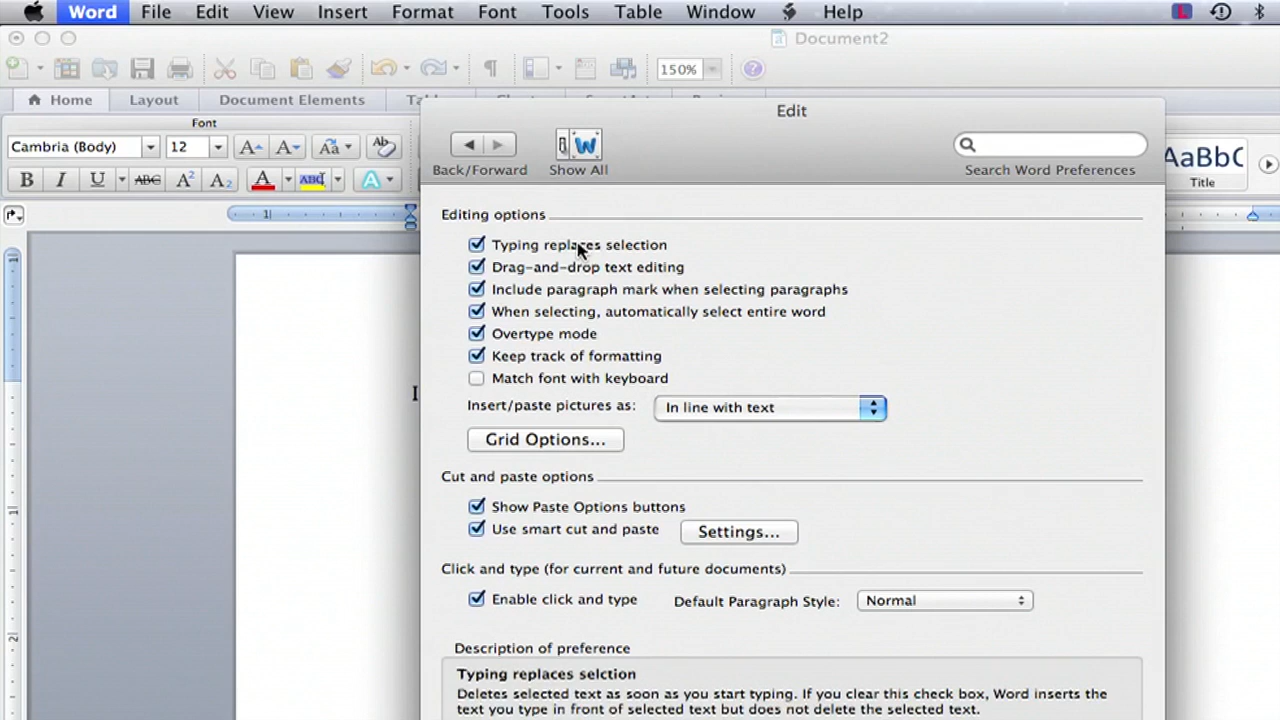 Word File Edit View Insert Format Font Tools Table Window Help
Document2
150%
Home Layout Document Elements
Edit
Font
Cambria (Body) 12
Back/Forward Show All Search Word Preferences
B I U ABC A² A₂ A ABC A
AaBbC
Title
Editing options
Typing replaces selection
Drag-and-drop text editing
Include paragraph mark when selecting paragraphs
When selecting, automatically select entire word
Overtype mode
Keep track of formatting
Match font with keyboard
Insert/paste pictures as: In line with text
Grid Options...
Cut and paste options
Show Paste Options buttons
Use smart cut and paste Settings...
Click and type (for current and future documents)
Enable click and type Default Paragraph Style: Normal
Description of preference
Typing replaces selction
Deletes selected text as soon as you start typing. If you clear this check box, Word inserts the
text you type in front of selected text but does not delete the selected text.